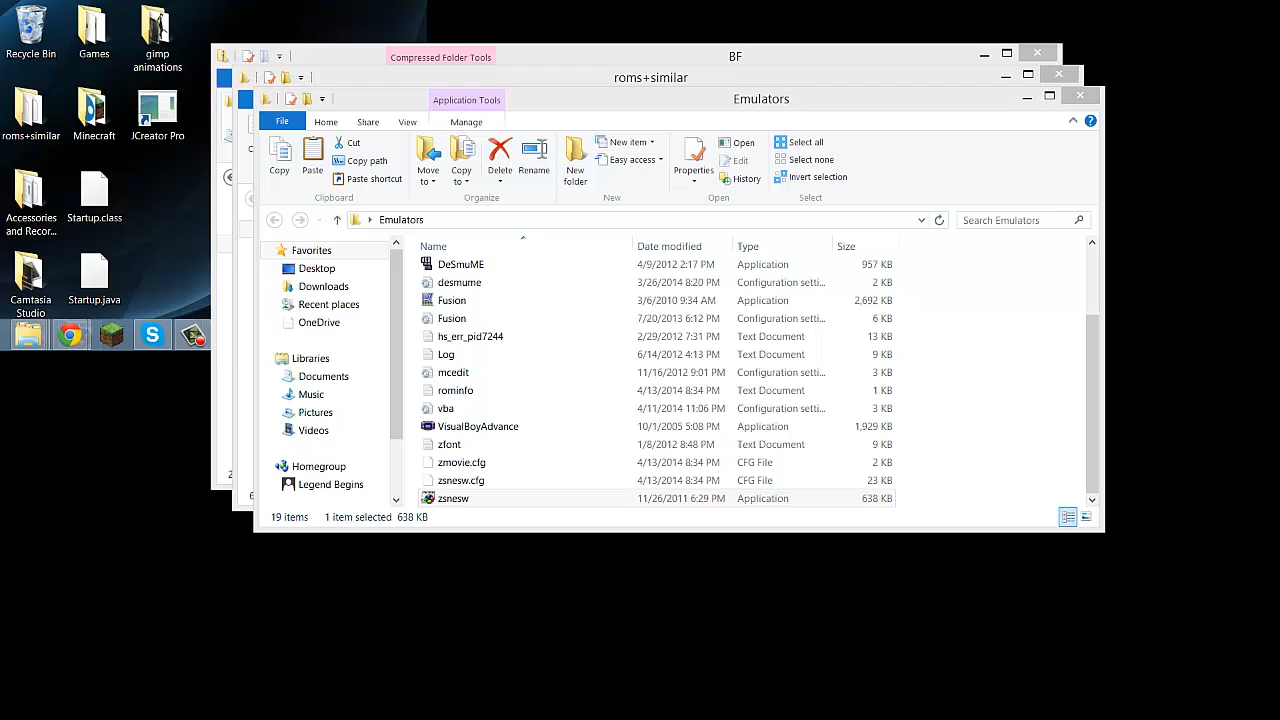 Recycle Bin
Games
gimp
animations
roms+similar
Minecraft
JCreator Pro
Accessories
and Recor...
Startup.class
Camtasia
Studio
Startup.java
Compressed Folder Tools
BF
roms+similar
Application Tools
Emulators
File
Home
Share
View
Manage
Copy
Paste
Cut
Copy path
Paste shortcut
Clipboard
Move
to
Copy
to
Delete
Rename
Organize
New
folder
New item
Easy access
New
Properties
Open
Edit
History
Open
Select all
Select none
Invert selection
Select
Emulators
Search Emulators
Favorites
Desktop
Downloads
Recent places
OneDrive
Libraries
Documents
Music
Pictures
Videos
Homegroup
Legend Begins
Name Date modified Type Size
DeSmuME 4/9/2012 2:17 PM Application 957 KB
desmume 3/26/2014 8:20 PM Configuration setti... 2 KB
Fusion 3/6/2010 9:34 AM Application 2,692 KB
Fusion 7/20/2013 6:12 PM Configuration setti... 6 KB
hs_err_pid7244 2/29/2012 7:31 PM Text Document 13 KB
Log 6/14/2012 4:13 PM Text Document 9 KB
mcedit 11/16/2012 9:01 PM Configuration setti... 3 KB
rominfo 4/13/2014 8:34 PM Text Document 1 KB
vba 4/11/2014 11:06 PM Configuration setti... 3 KB
VisualBoyAdvance 10/1/2005 5:08 PM Application 1,929 KB
zfont 1/8/2012 8:48 PM Text Document 9 KB
zmovie.cfg 4/13/2014 8:34 PM CFG File 2 KB
zsnesw.cfg 4/13/2014 8:34 PM CFG File 23 KB
zsnesw 11/26/2011 6:29 PM Application 638 KB
19 items 1 item selected 638 KB